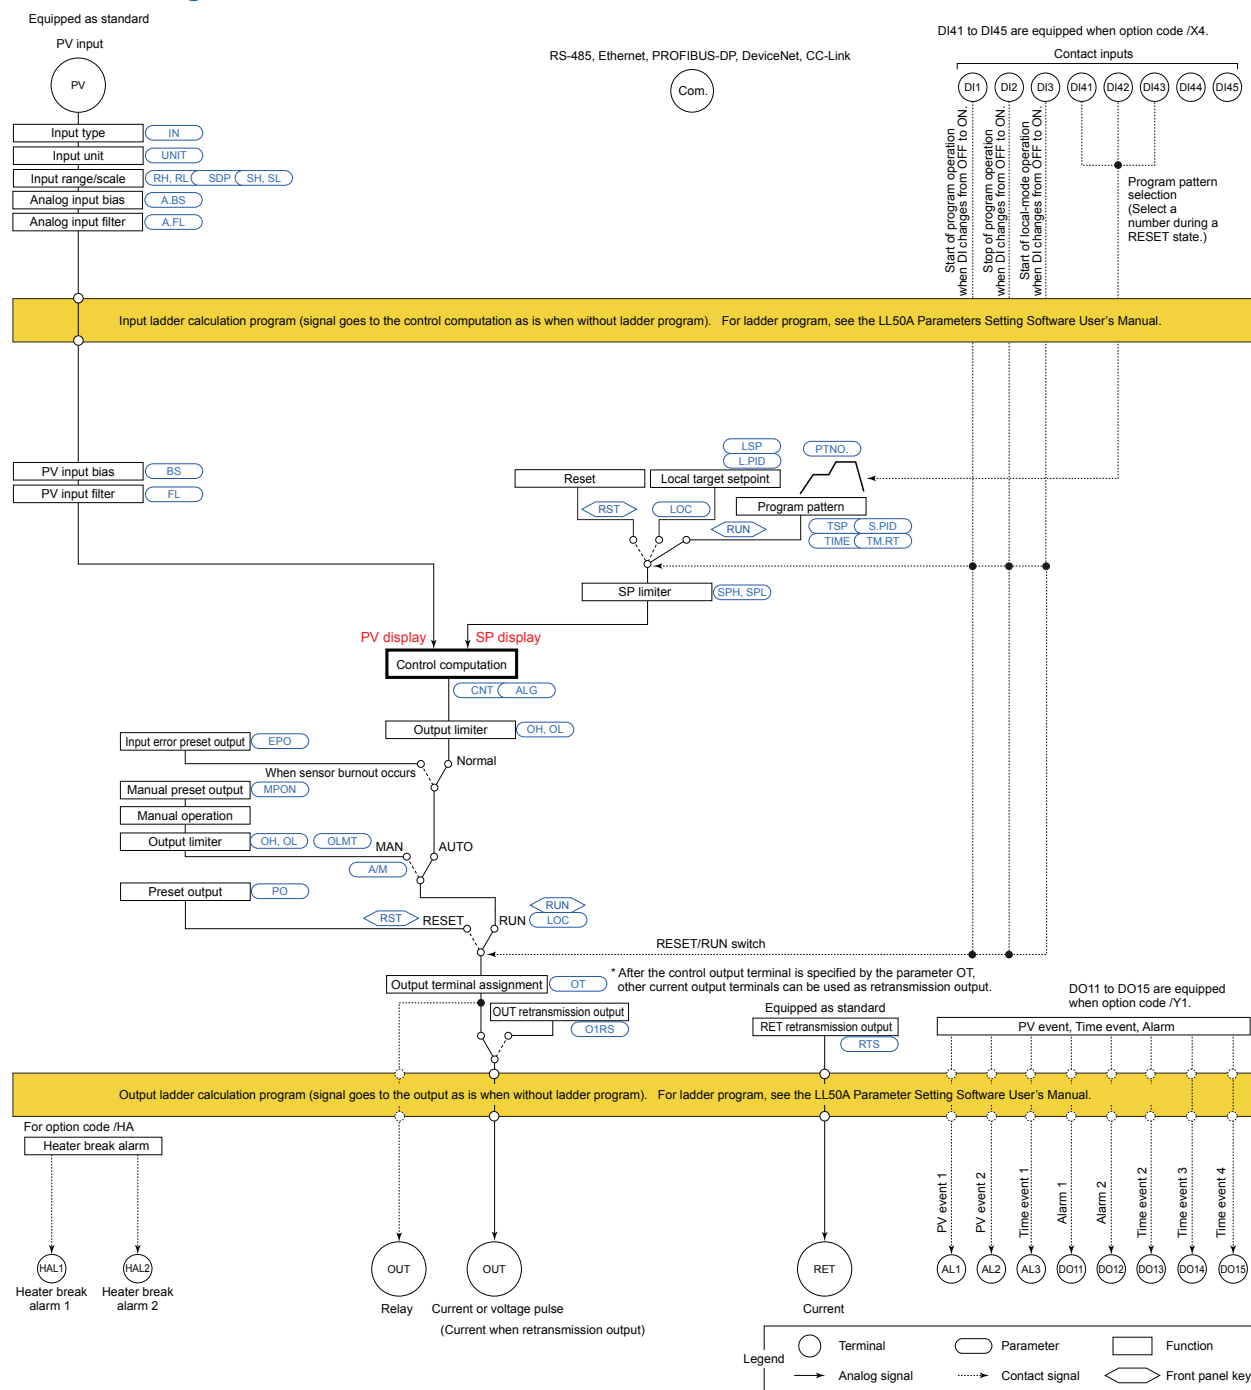 Equipped as standard
PV input
PV
Input type
IN
Input unit
UNIT
Input range/scale
RH, RL
SDP
SH, SL
Analog input bias
A.BS
Analog input filter
A.FL
RS-485, Ethernet, PROFIBUS-DP, DeviceNet, CC-Link
Com.
DI41 to DI45 are equipped when option code /X4.
Contact inputs
DI1
DI2
DI3
DI41
DI42
DI43
DI44
DI45
Start of program operation
when DI changes from OFF to ON.
Stop of program operation
when DI changes from OFF to ON.
Start of local-mode operation
when DI changes from OFF to ON.
Program pattern
selection
(Select a
number during a
RESET state.)
Input ladder calculation program (signal goes to the control computation as is when without ladder program). For ladder program, see the LL50A Parameters Setting Software User's Manual.
PV input bias
BS
PV input filter
FL
LSP
L.PID
PTNO.
Reset
Local target setpoint
RST
LOC
Program pattern
RUN
TSP
S.PID
TIME
TM.RT
SP limiter
SPH, SPL
PV display
SP display
Control computation
CNT
ALG
Output limiter
OH, OL
Input error preset output
EPO
Normal
When sensor burnout occurs
Manual preset output
MPON
Manual operation
Output limiter
OH, OL
OLMT
MAN
AUTO
A/M
Preset output
PO
RST
RESET
RUN
RUN
LOC
RESET/RUN switch
Output terminal assignment
OT
* After the control output terminal is specified by the parameter OT,
other current output terminals can be used as retransmission output.
OUT retransmission output
O1RS
Equipped as standard
RET retransmission output
RTS
DO11 to DO15 are equipped
when option code /Y1.
PV event, Time event, Alarm
Output ladder calculation program (signal goes to the output as is when without ladder program). For ladder program, see the LL50A Parameter Setting Software User's Manual.
For option code /HA
Heater break alarm
HAL1
HAL2
Heater break
alarm 1
Heater break
alarm 2
OUT
Relay
OUT
Current or voltage pulse
(Current when retransmission output)
RET
Current
PV event 1
PV event 2
Time event 1
Alarm 1
Alarm 2
Time event 2
Time event 3
Time event 4
AL1
AL2
AL3
DO11
DO12
DO13
DO14
DO15
Legend
Terminal
Parameter
Function
Analog signal
Contact signal
Front panel key